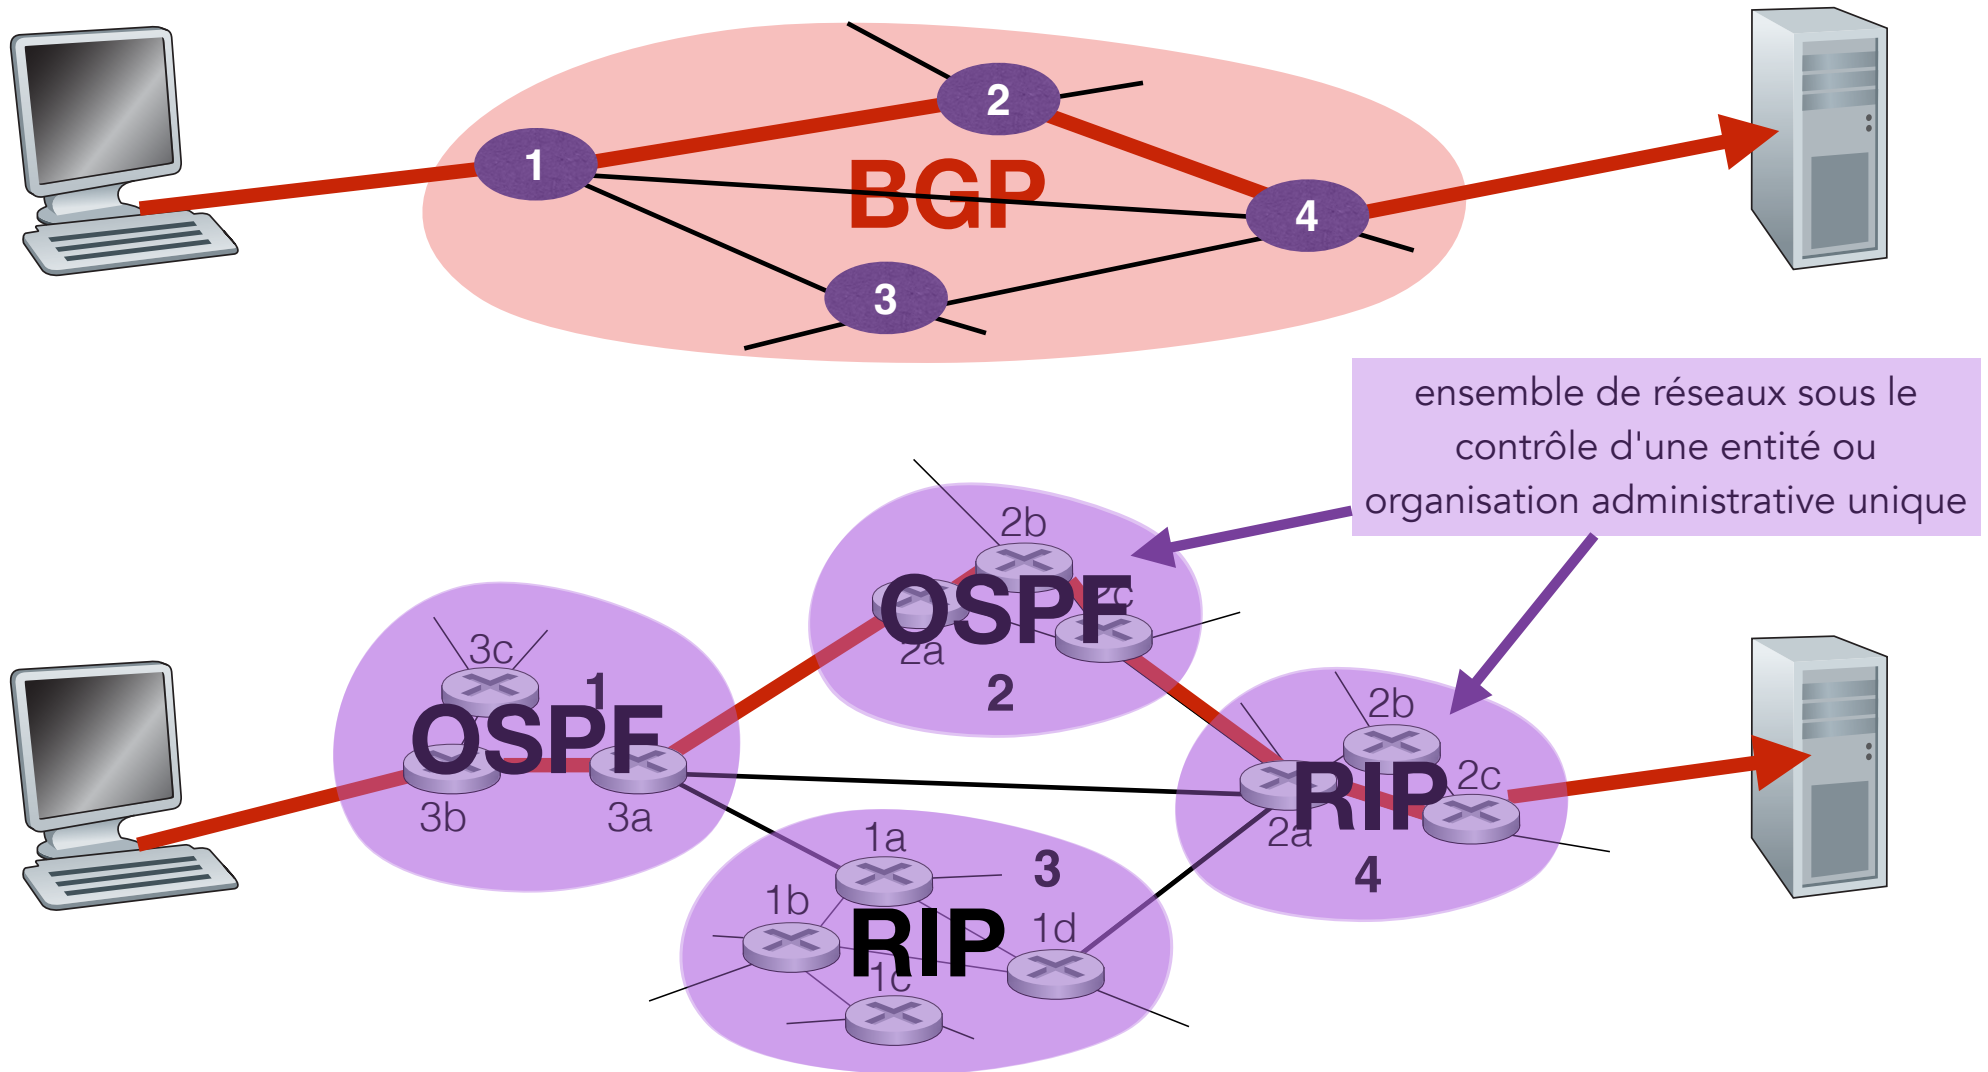 2
1
BGP
4
3
ensemble de réseaux sous le
contrôle d'une entité ou
organisation administrative unique
2b
OSPF
2c
2a
2
3c
1
OSPF
3b
3a
2b
2c
RIP
2a
4
1a
3
1b
RIP
1d
1c